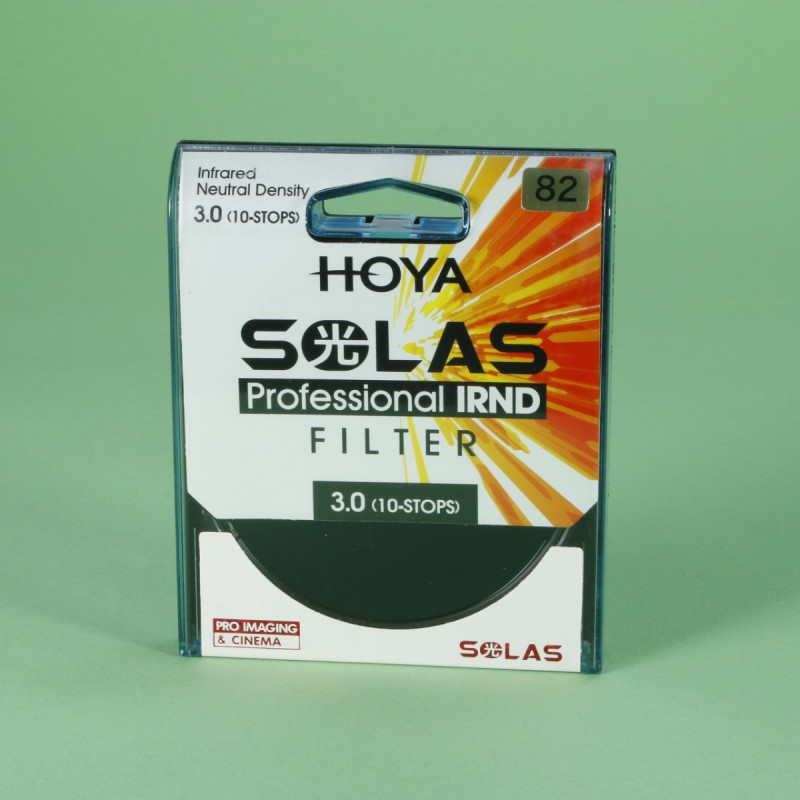 Infrared
Neutral Density
3.0 (10-STOPS)
82
HOYA
S光LAS
Professional IRND
FILTER
3.0 (10-STOPS)
PRO IMAGING
& CINEMA
S光LAS